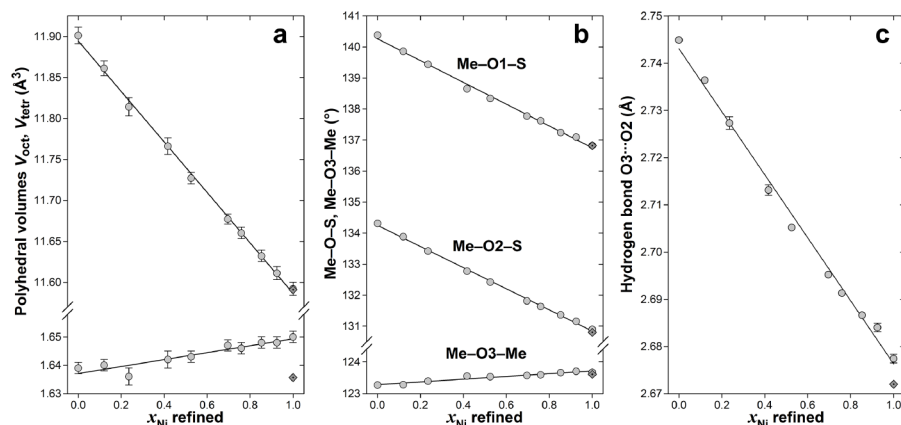 a
11.90
11.85
11.80
11.75
11.70
11.65
11.60
1.65
1.64
1.63
Polyhedral volumes Voct, Vtetr (Å³)
0.0 0.2 0.4 0.6 0.8 1.0
xNi refined
b
141
140
139
138
137
136
135
134
133
132
131
124
123
Me–O–S, Me–O3–Me (°)
Me–O1–S
Me–O2–S
Me–O3–Me
0.0 0.2 0.4 0.6 0.8 1.0
xNi refined
c
2.75
2.74
2.73
2.72
2.71
2.70
2.69
2.68
2.67
Hydrogen bond O3···O2 (Å)
0.0 0.2 0.4 0.6 0.8 1.0
xNi refined